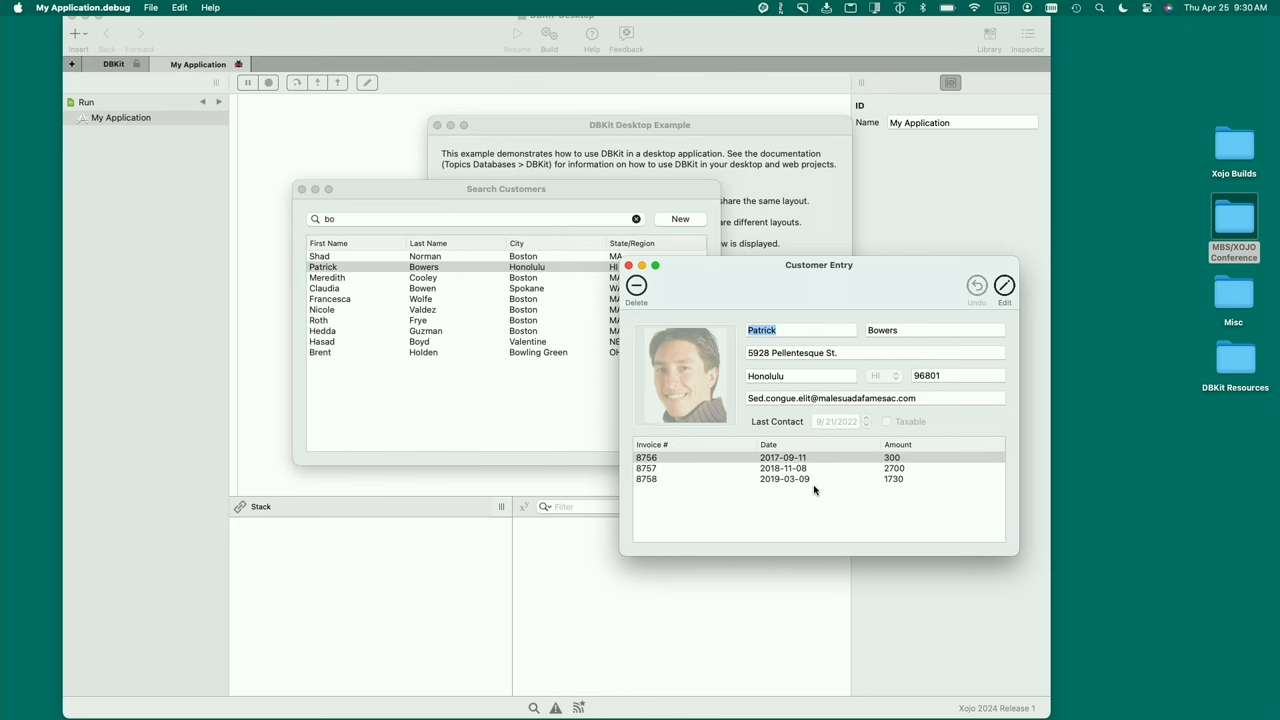 My Application.debug File Edit Help
Thu Apr 25 9:30 AM
DBKit Desktop
Insert Back Forward Resume Build Help Feedback Library Inspector
+ DBKit My Application
Run
My Application
ID
Name My Application
DBKit Desktop Example
This example demonstrates how to use DBKit in a desktop application. See the documentation
(Topics Databases > DBKit) for information on how to use DBKit in your desktop and web projects.
share the same layout.
are different layouts.
w is displayed.
Search Customers
bo
New
First Name Last Name City State/Region
Shad Norman Boston MA
Patrick Bowers Honolulu HI
Meredith Cooley Boston
Claudia Bowen Spokane
Francesca Wolfe Boston
Nicole Valdez Boston
Roth Frye Boston
Hedda Guzman Boston
Hasad Boyd Valentine NE
Brent Holden Bowling Green OH
Customer Entry
Delete Undo Edit
Patrick Bowers
5928 Pellentesque St.
Honolulu HI 96801
Sed.congue.elit@malesuadafamesac.com
Last Contact 9/21/2022 Taxable
Invoice # Date Amount
8756 2017-09-11 300
8757 2018-11-08 2700
8758 2019-03-09 1730
Stack
Filter
Xojo 2024 Release 1
Xojo Builds
MBS/XOJO
Conference
Misc
DBKit Resources